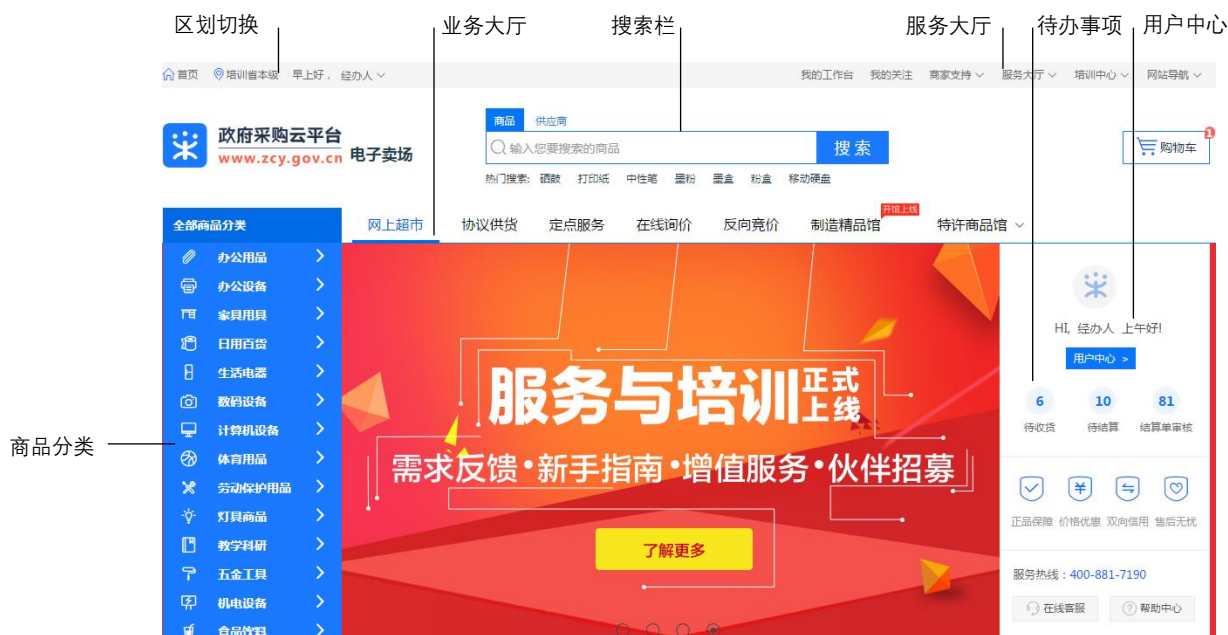 区划切换 业务大厅 搜索栏 服务大厅 待办事项 用户中心
首页 培训省本级 早上好， 经办人 我的工作台 我的关注 商家支持 服务大厅 培训中心 网站导航
商品 供应商
政府采购云平台
www.zcy.gov.cn
电子卖场
输入您要搜索的商品 搜索
购物车 1
热门搜索: 硒鼓 打印纸 中性笔 墨粉 墨盒 粉盒 移动硬盘
开馆上线
全部商品分类 网上超市 协议供货 定点服务 在线询价 反向竞价 制造精品馆 特许商品馆
办公用品
办公设备
家具用具
日用百货
生活电器
数码设备
计算机设备
体育用品
劳动保护用品
灯具商品
教学科研
五金工具
机电设备
食品饮料
商品分类
服务与培训正式上线
需求反馈•新手指南•增值服务•伙伴招募
了解更多
HI, 经办人 上午好!
用户中心 >
6 10 81
待收货 待结算 结算单审核
正品保障 价格优惠 双向信用 售后无忧
服务热线：400-881-7190
在线客服 帮助中心